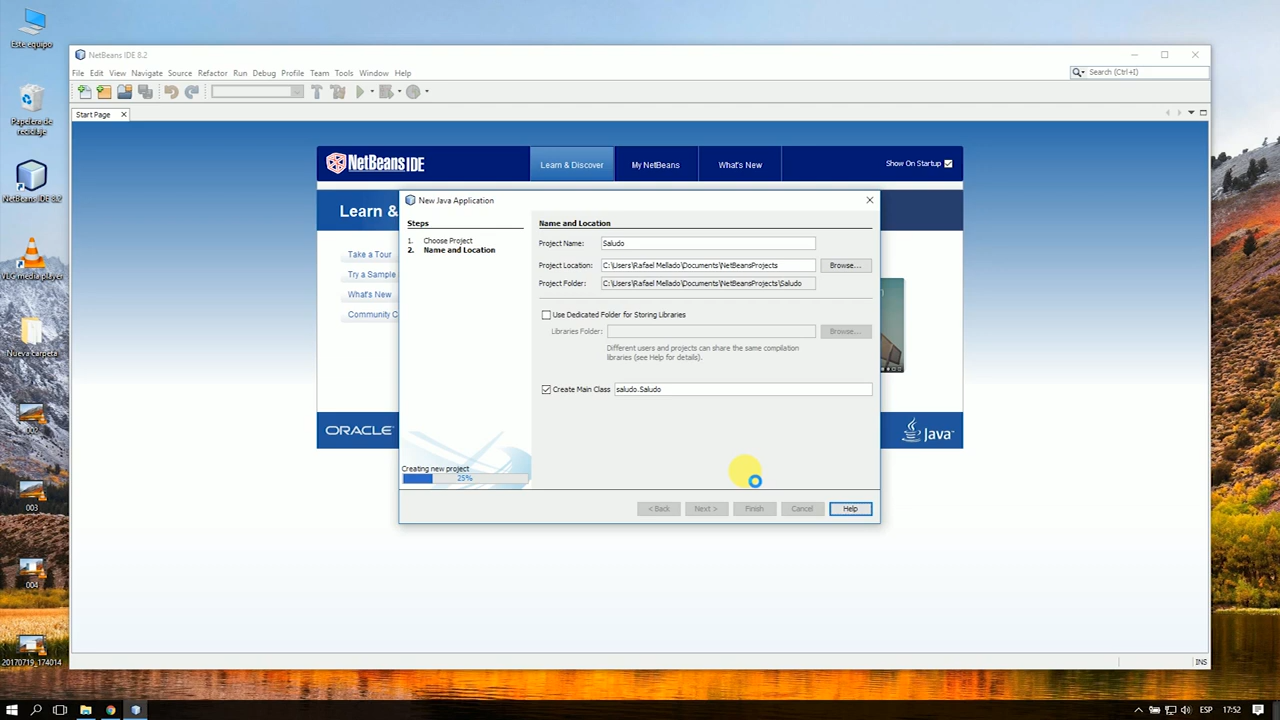 Este equipo
Papelera de
reciclaje
NetBeans IDE 8.2
VLC media player
Nueva carpeta
002
003
004
20170719_174014
NetBeans IDE 8.2
File Edit View Navigate Source Refactor Run Debug Profile Team Tools Window Help
Search (Ctrl+I)
Start Page
NetBeans IDE
Learn & Discover
My NetBeans
What's New
Show On Startup
Learn &
Take a Tour
Try a Sample
What's New
Community C
ORACLE
Java
New Java Application
Steps
1. Choose Project
2. Name and Location
Name and Location
Project Name: Saludo
Project Location: C:\Users\Rafael Mellado\Documents\NetBeansProjects Browse...
Project Folder: C:\Users\Rafael Mellado\Documents\NetBeansProjects\Saludo
Use Dedicated Folder for Storing Libraries
Libraries Folder: Browse...
Different users and projects can share the same compilation
libraries (see Help for details).
Create Main Class saludo.Saludo
Creating new project
25%
< Back Next > Finish Cancel Help
INS
ESP 17:52